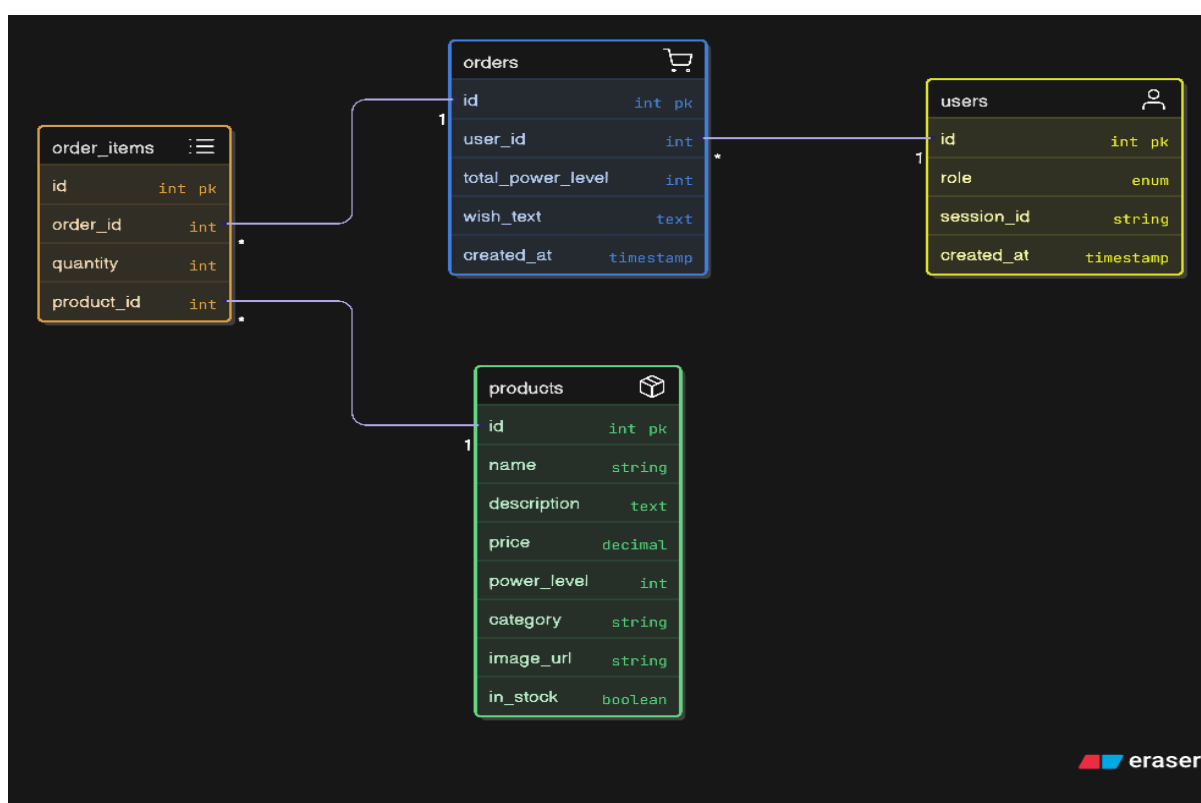 order_items
id int pk
order_id int
quantity int
product_id int
*
*
orders
id int pk
user_id int
total_power_level int
wish_text text
created_at timestamp
1
*
users
id int pk
role enum
session_id string
created_at timestamp
1
products
id int pk
name string
description text
price decimal
power_level int
category string
image_url string
in_stock boolean
1
eraser